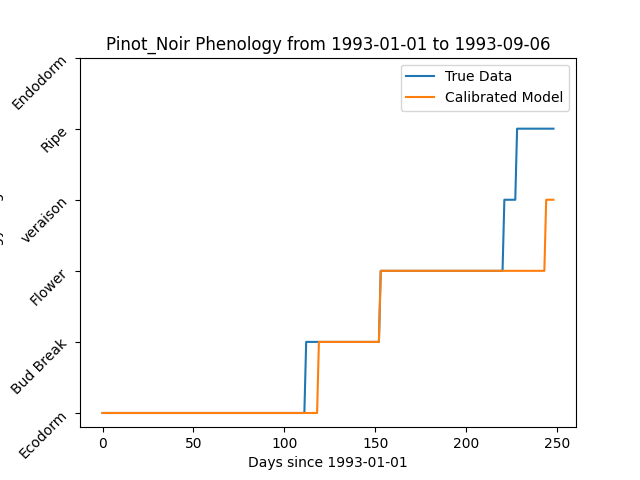 Pinot_Noir Phenology from 1993-01-01 to 1993-09-06
True Data
Calibrated Model
Endodorm
Ripe
veraison
Flower
Bud Break
Ecodorm
0 50 100 150 200 250
Days since 1993-01-01